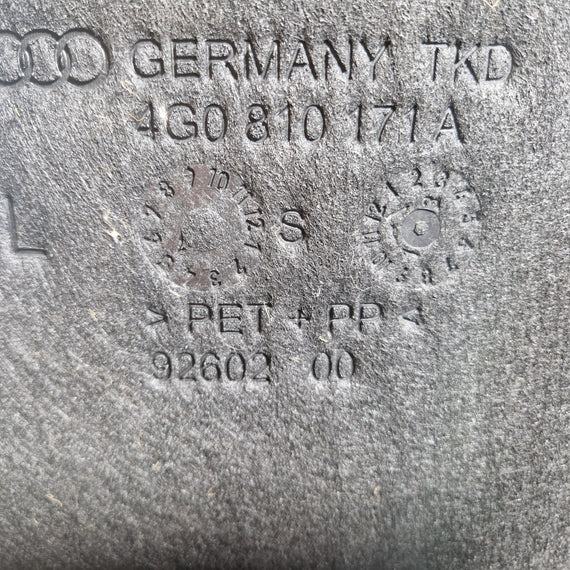 GERMANY TKD
4G0 810 171 A
L
S
> PET + PP <
92602 00